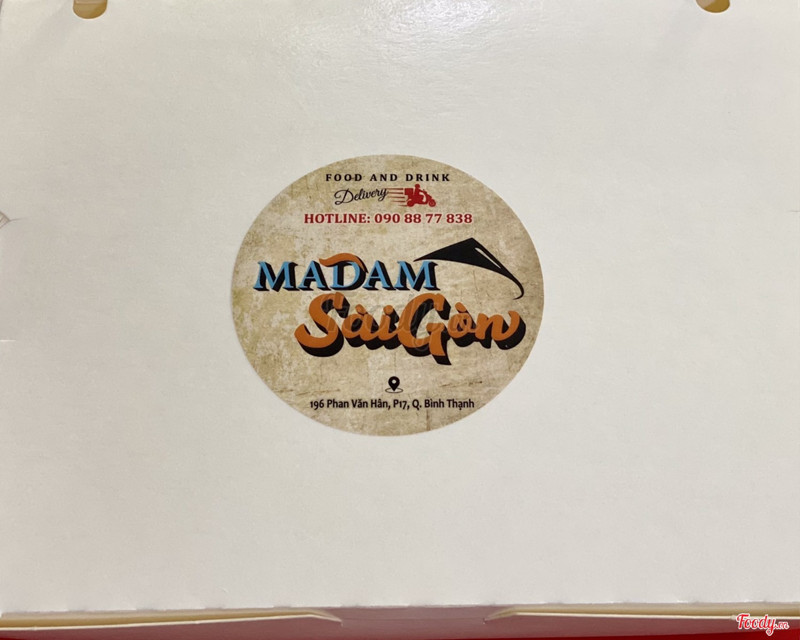 FOOD AND DRINK
Delivery
HOTLINE: 090 88 77 838
MADAM
SàiGòn
196 Phan Văn Hân, P17, Q. Bình Thạnh
Foody.vn